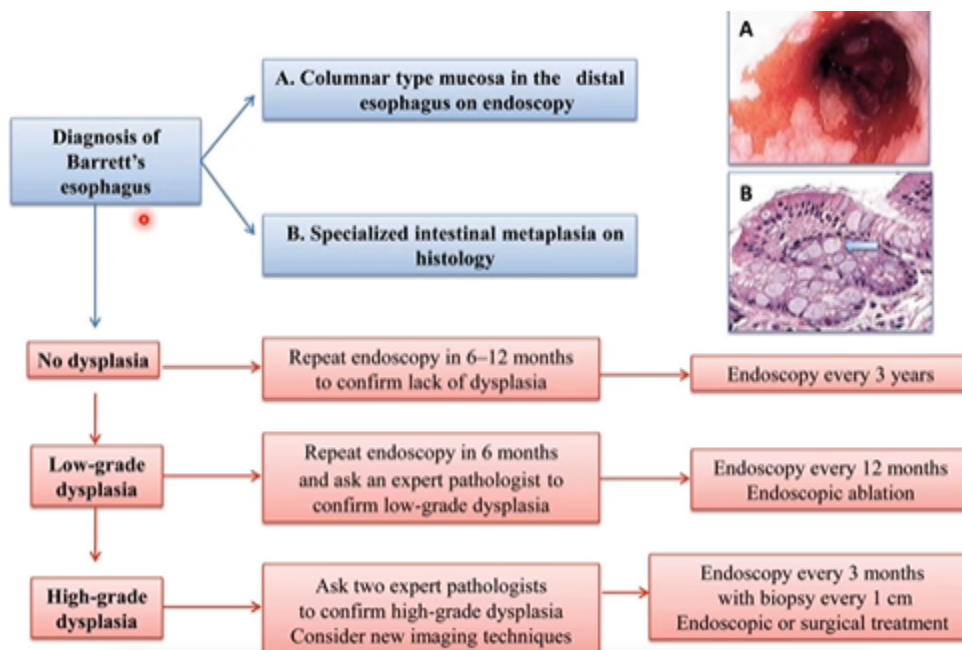 A
A. Columnar type mucosa in the distal
esophagus on endoscopy
Diagnosis of
Barrett's
esophagus
B
B. Specialized intestinal metaplasia on
histology
No dysplasia
Repeat endoscopy in 6–12 months
to confirm lack of dysplasia
Endoscopy every 3 years
Low-grade
dysplasia
Repeat endoscopy in 6 months
and ask an expert pathologist to
confirm low-grade dysplasia
Endoscopy every 12 months
Endoscopic ablation
High-grade
dysplasia
Ask two expert pathologists
to confirm high-grade dysplasia
Consider new imaging techniques
Endoscopy every 3 months
with biopsy every 1 cm
Endoscopic or surgical treatment